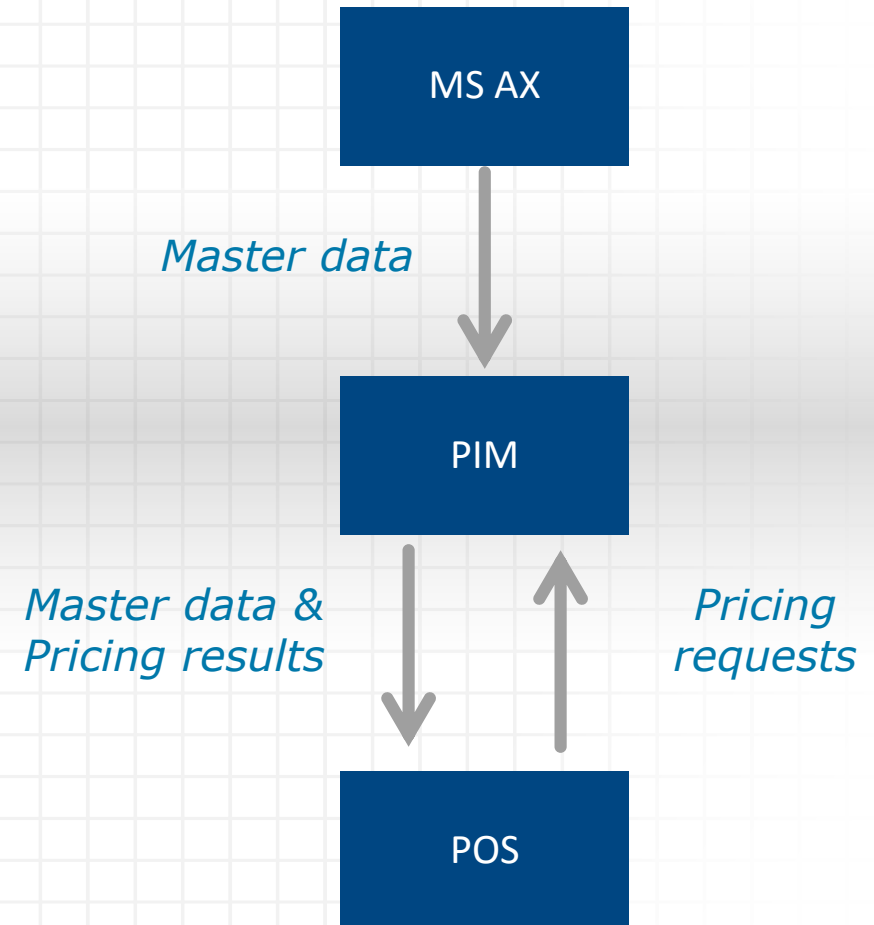 MS AX
Master data
PIM
Master data &
Pricing results
Pricing
requests
POS